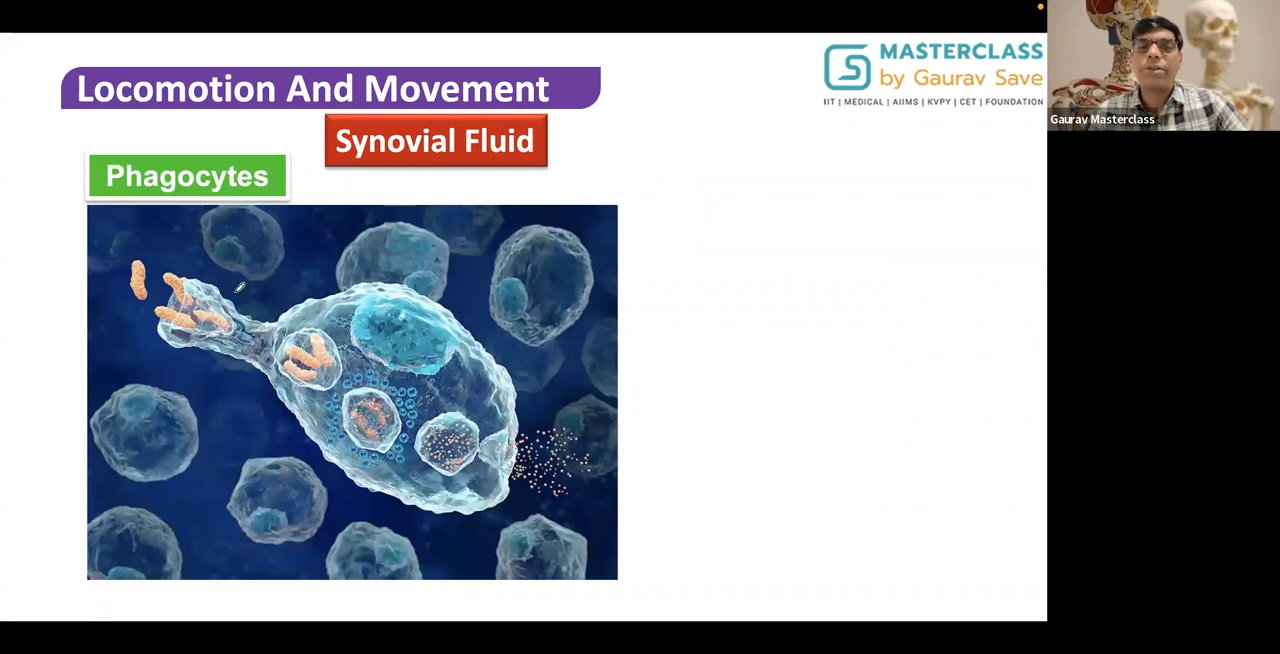 Locomotion And Movement
Synovial Fluid
Phagocytes
MASTERCLASS
by Gaurav Save
IIT | MEDICAL | AIIMS | KVPY | CET | FOUNDATION
Gaurav Masterclass